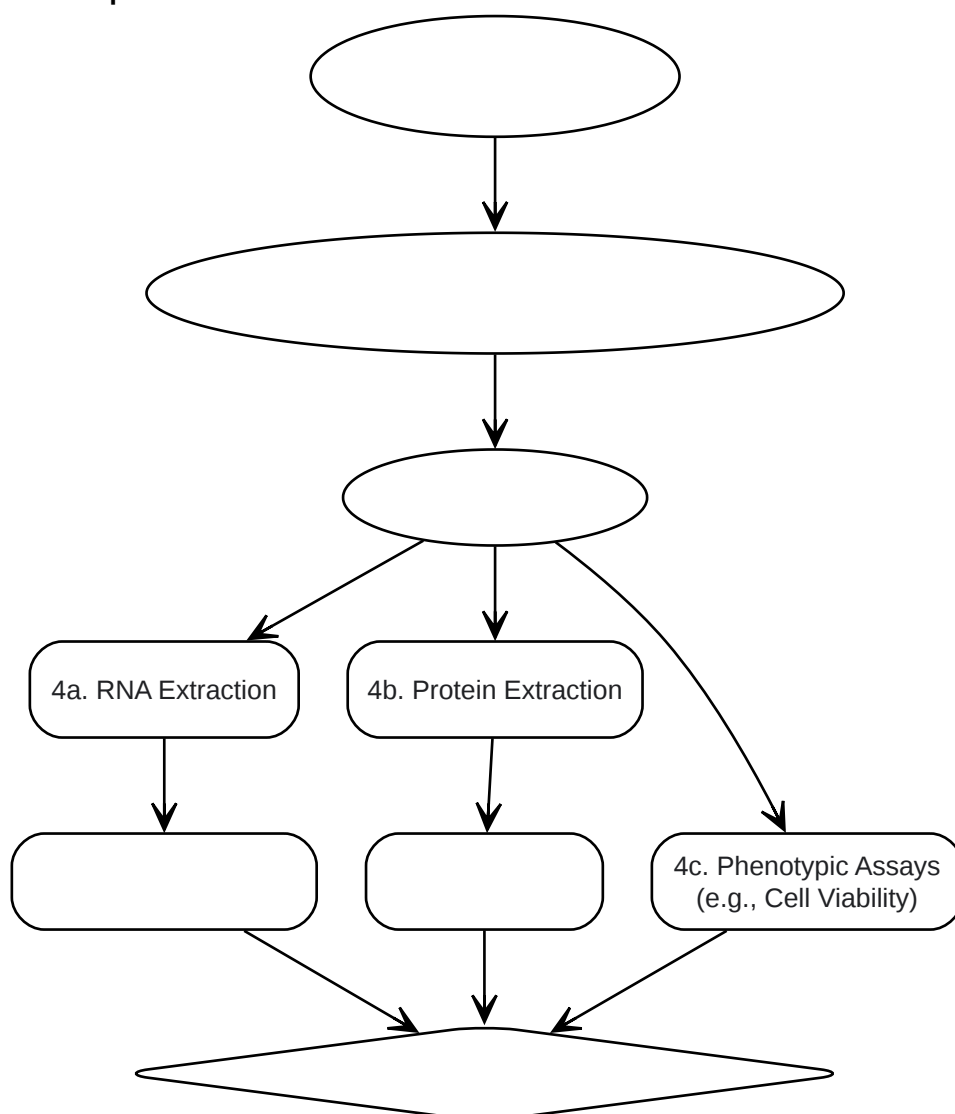 4a. RNA Extraction
4b. Protein Extraction
4c. Phenotypic Assays
(e.g., Cell Viability)